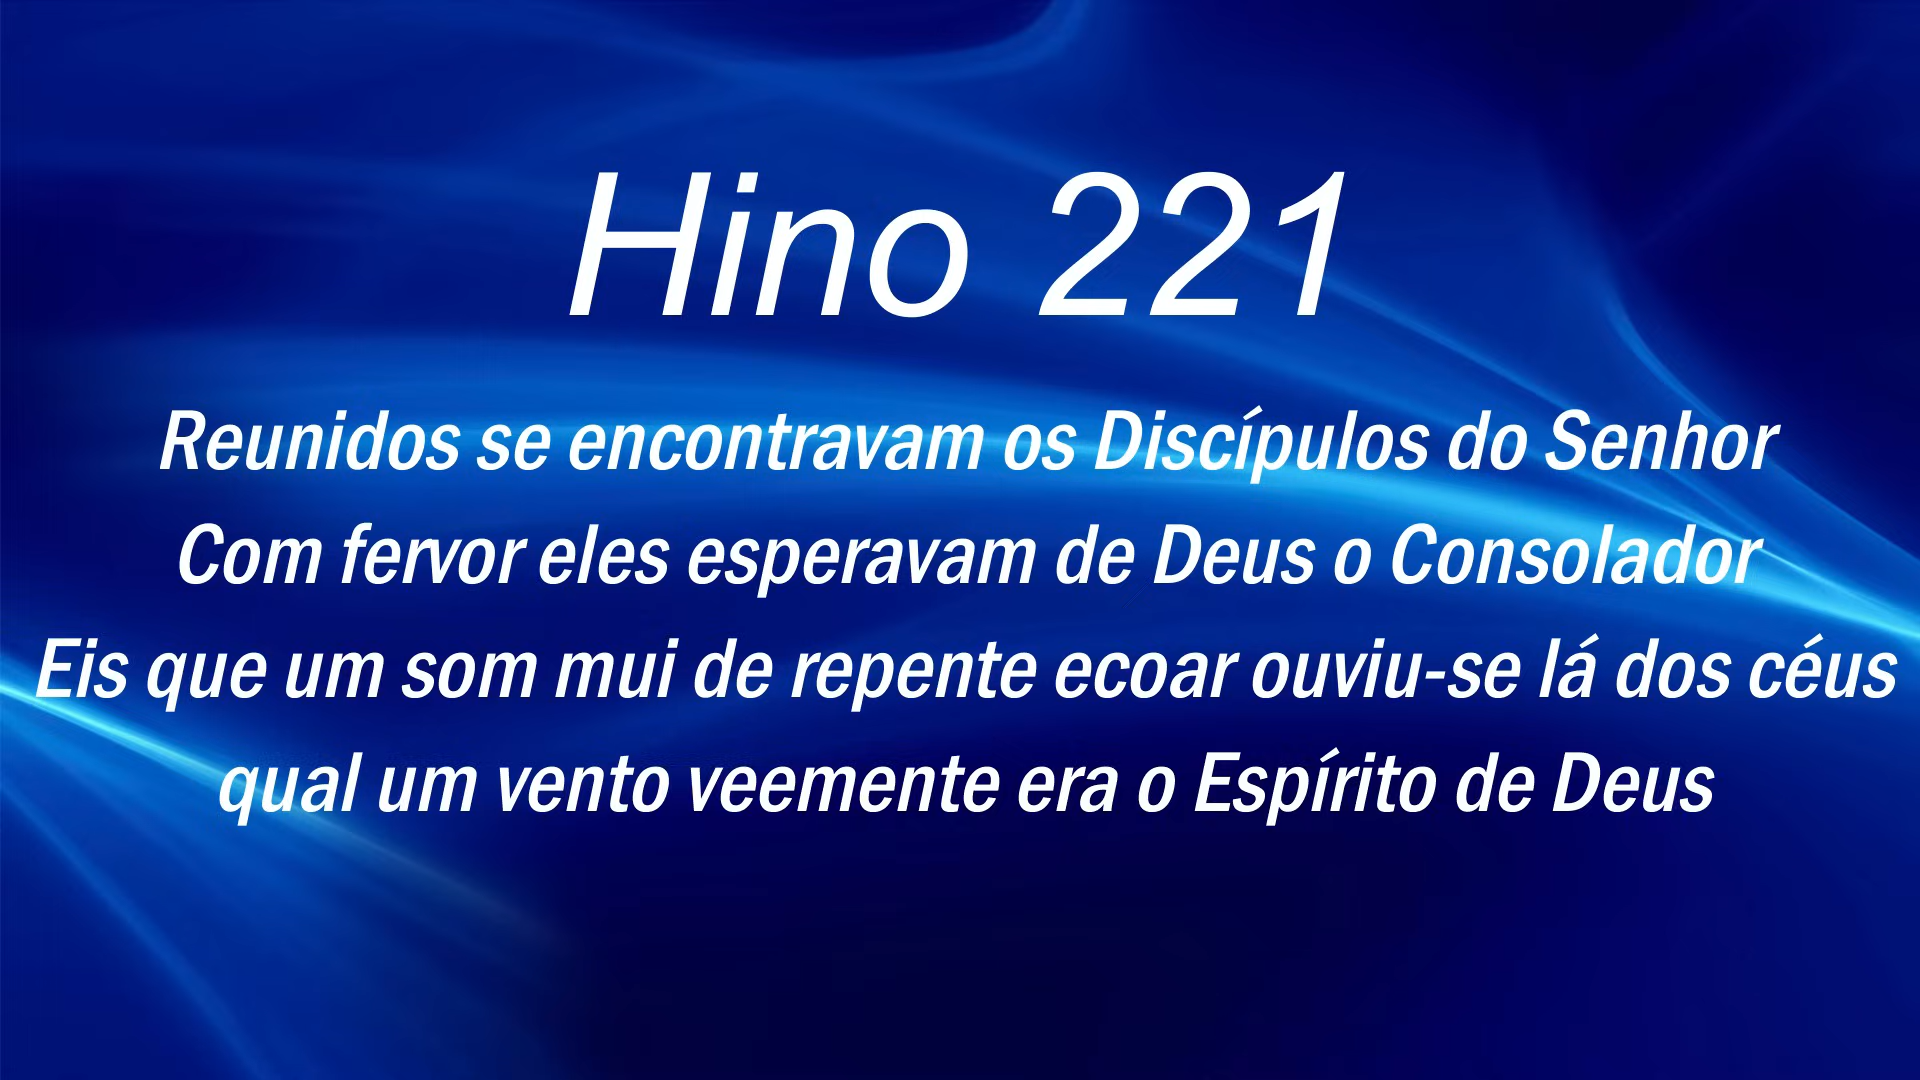 Hino 221
Reunidos se encontravam os Discípulos do Senhor
Com fervor eles esperavam de Deus o Consolador
Eis que um som mui de repente ecoar ouviu-se lá dos céus
qual um vento veemente era o Espírito de Deus